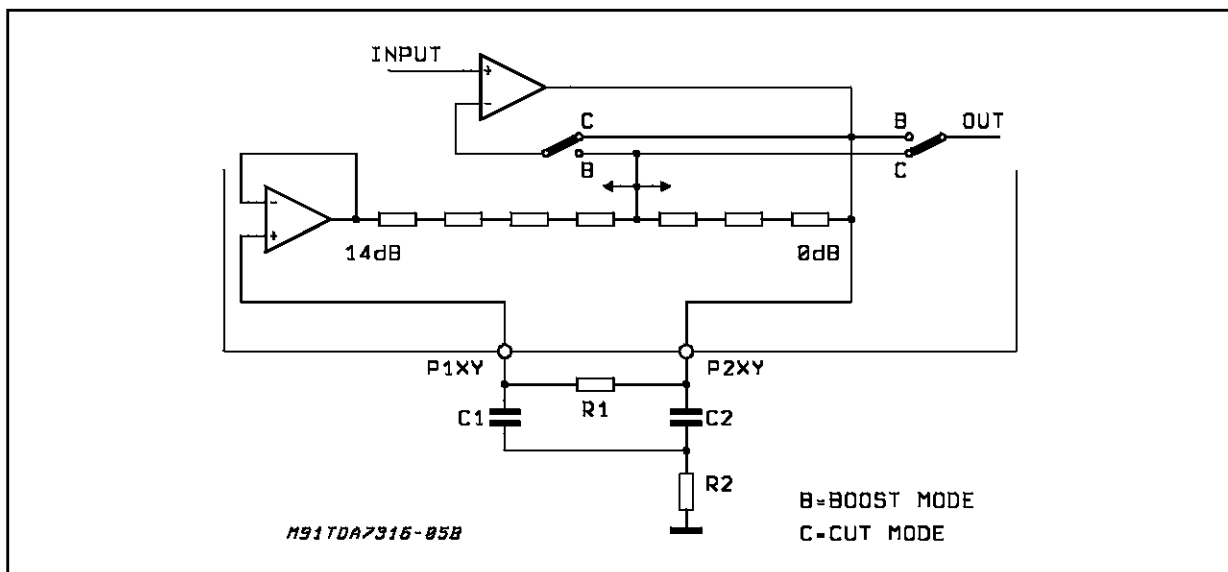 INPUT
+
-
C
B
B
C
OUT
-
+
14dB
0dB
P1XY
P2XY
R1
C1
C2
R2
B=BOOST MODE
C=CUT MODE
M91TDA7316-05B